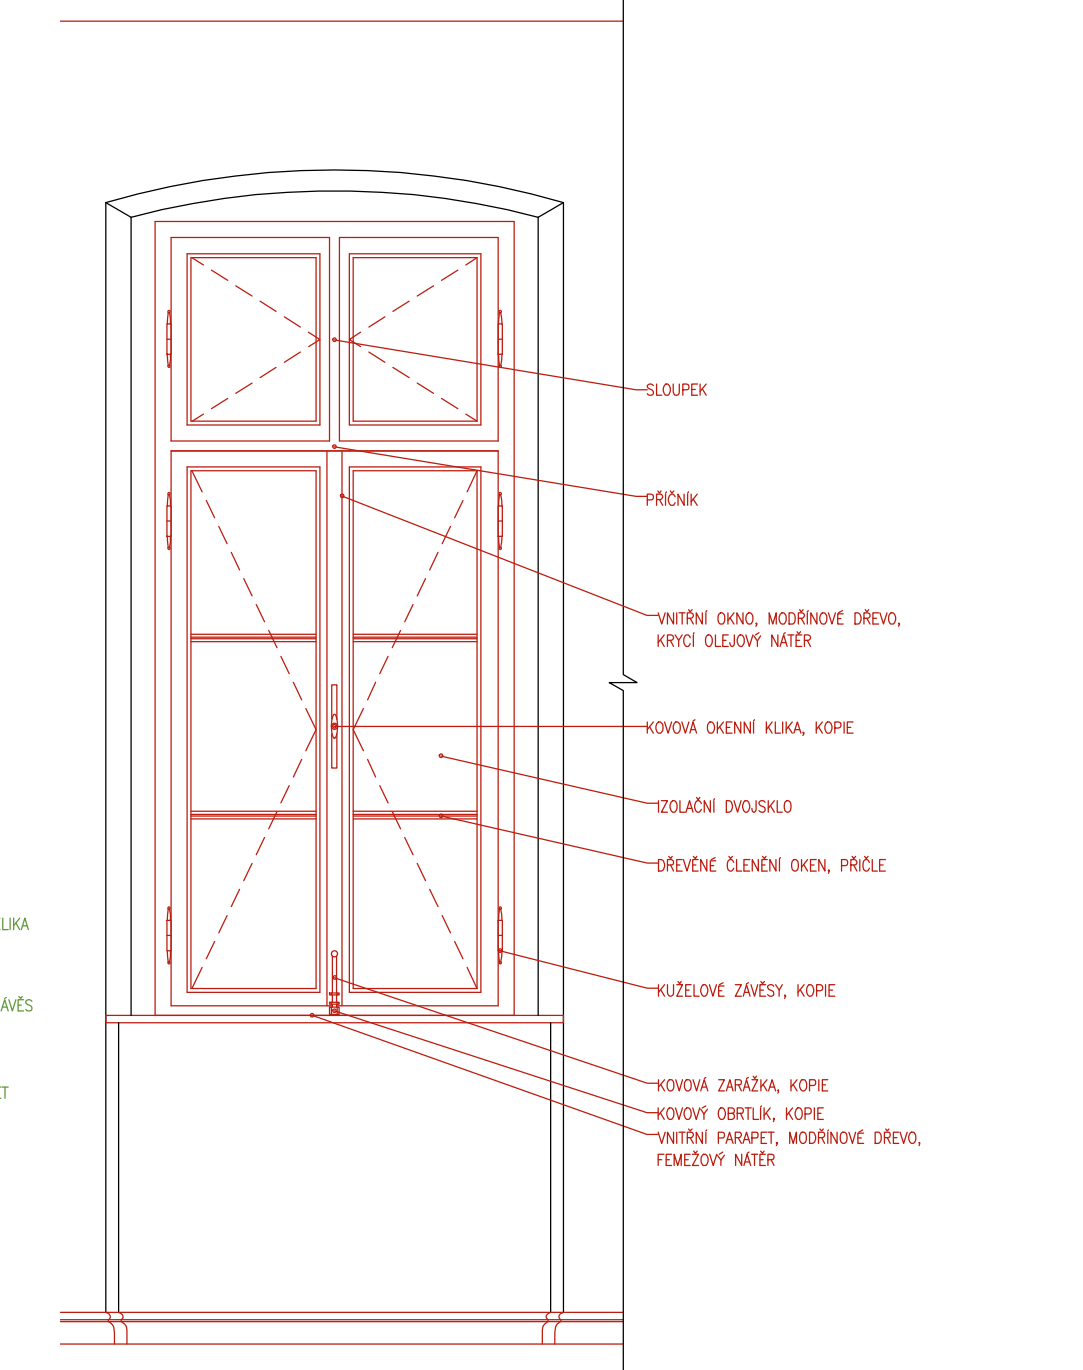 SLOUPEK
PŘÍČNÍK
VNITŘNÍ OKNO, MODŘÍNOVÉ DŘEVO,
KRYCÍ OLEJOVÝ NÁTĚR
KOVOVÁ OKENNÍ KLIKA, KOPIE
IZOLAČNÍ DVOJSKLO
DŘEVĚNÉ ČLENĚNÍ OKEN, PŘIČLE
KUŽELOVÉ ZÁVĚSY, KOPIE
KOVOVÁ ZARÁŽKA, KOPIE
KOVOVÝ OBRTLÍK, KOPIE
VNITŘNÍ PARAPET, MODŘÍNOVÉ DŘEVO,
FEMEŽOVÝ NÁTĚR